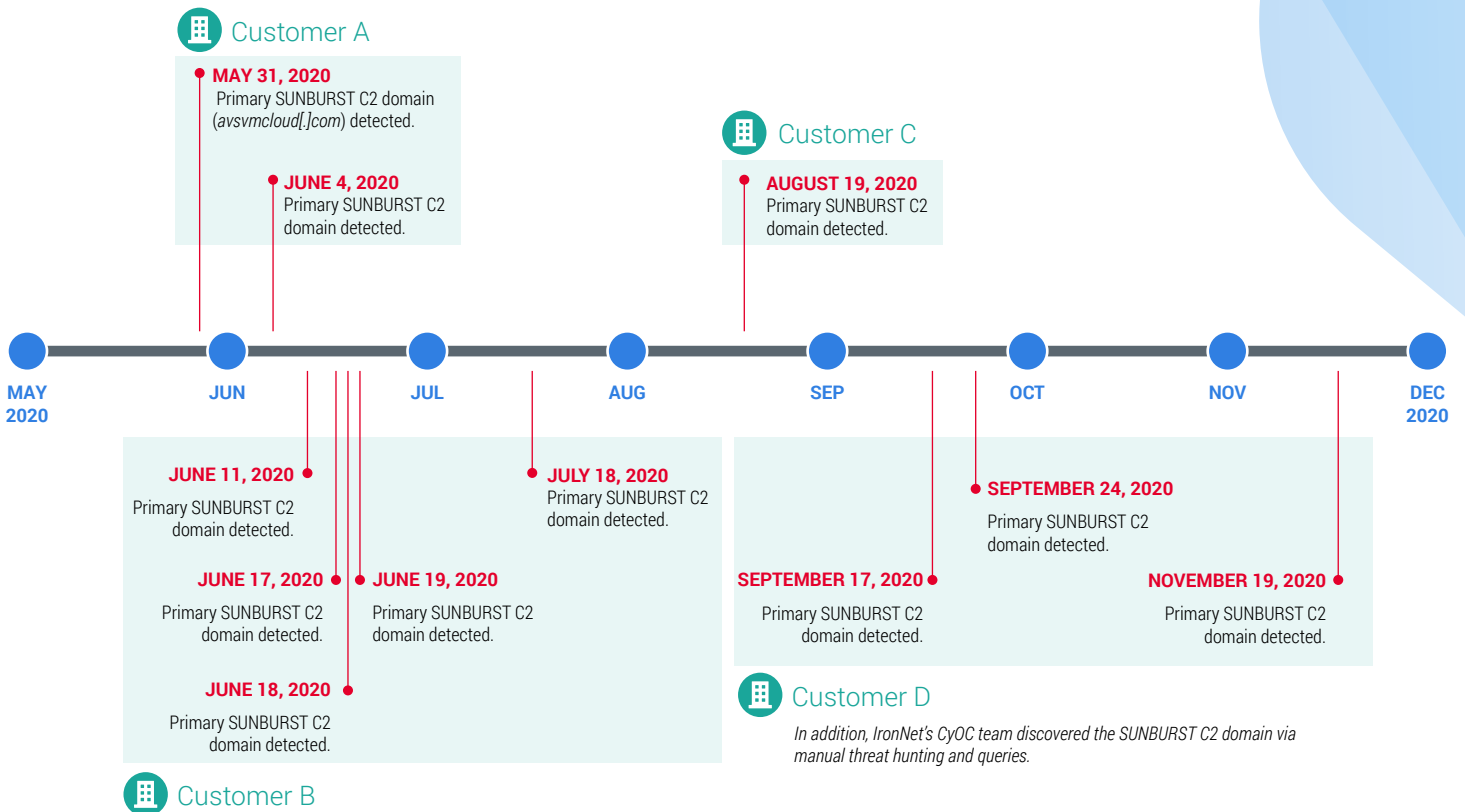 Customer A
MAY 31, 2020
Primary SUNBURST C2 domain
(avsvmcloud[.]com) detected.
JUNE 4, 2020
Primary SUNBURST C2
domain detected.
Customer C
AUGUST 19, 2020
Primary SUNBURST C2
domain detected.
MAY
2020
JUN
JUL
AUG
SEP
OCT
NOV
DEC
2020
JUNE 11, 2020
Primary SUNBURST C2
domain detected.
JUNE 17, 2020
Primary SUNBURST C2
domain detected.
JUNE 18, 2020
Primary SUNBURST C2
domain detected.
JUNE 19, 2020
Primary SUNBURST C2
domain detected.
JULY 18, 2020
Primary SUNBURST C2
domain detected.
Customer B
SEPTEMBER 17, 2020
Primary SUNBURST C2
domain detected.
SEPTEMBER 24, 2020
Primary SUNBURST C2
domain detected.
NOVEMBER 19, 2020
Primary SUNBURST C2
domain detected.
Customer D
In addition, IronNet's CyOC team discovered the SUNBURST C2 domain via
manual threat hunting and queries.